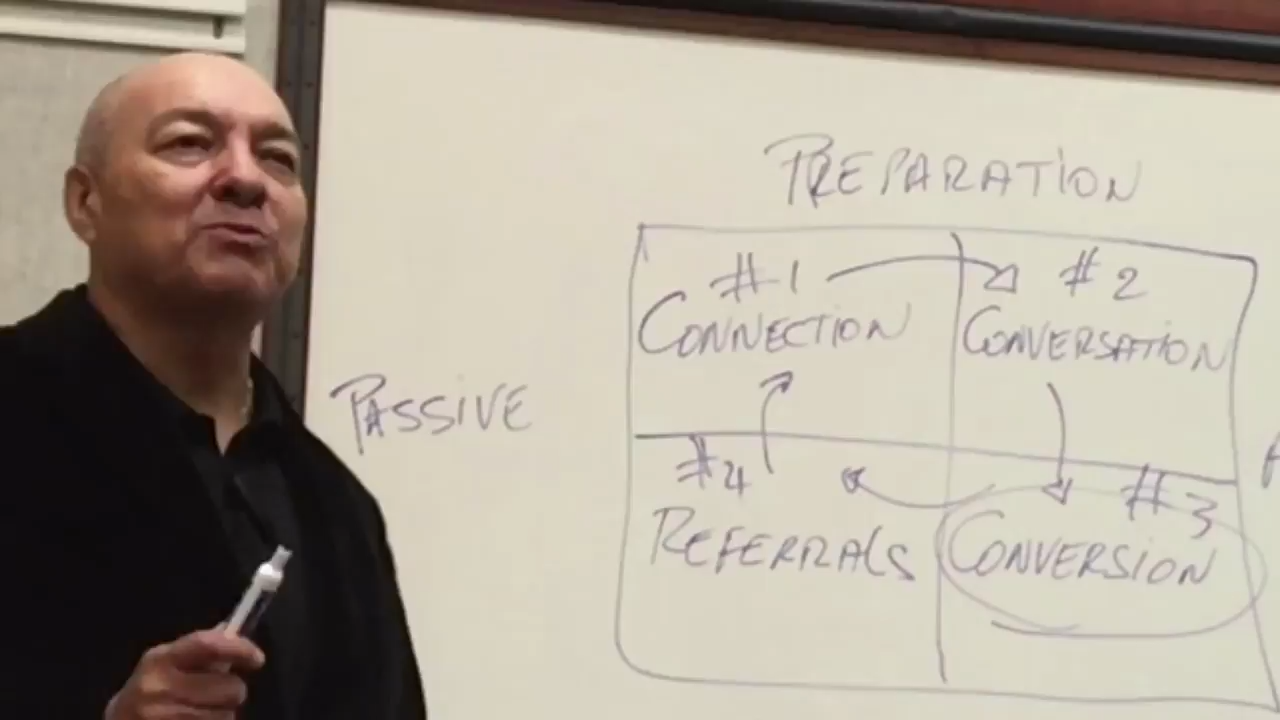 PREPARATION
#1
#2
CONNECTION
CONVERSATION
PASSIVE
#4
#3
REFERRALS
CONVERSION